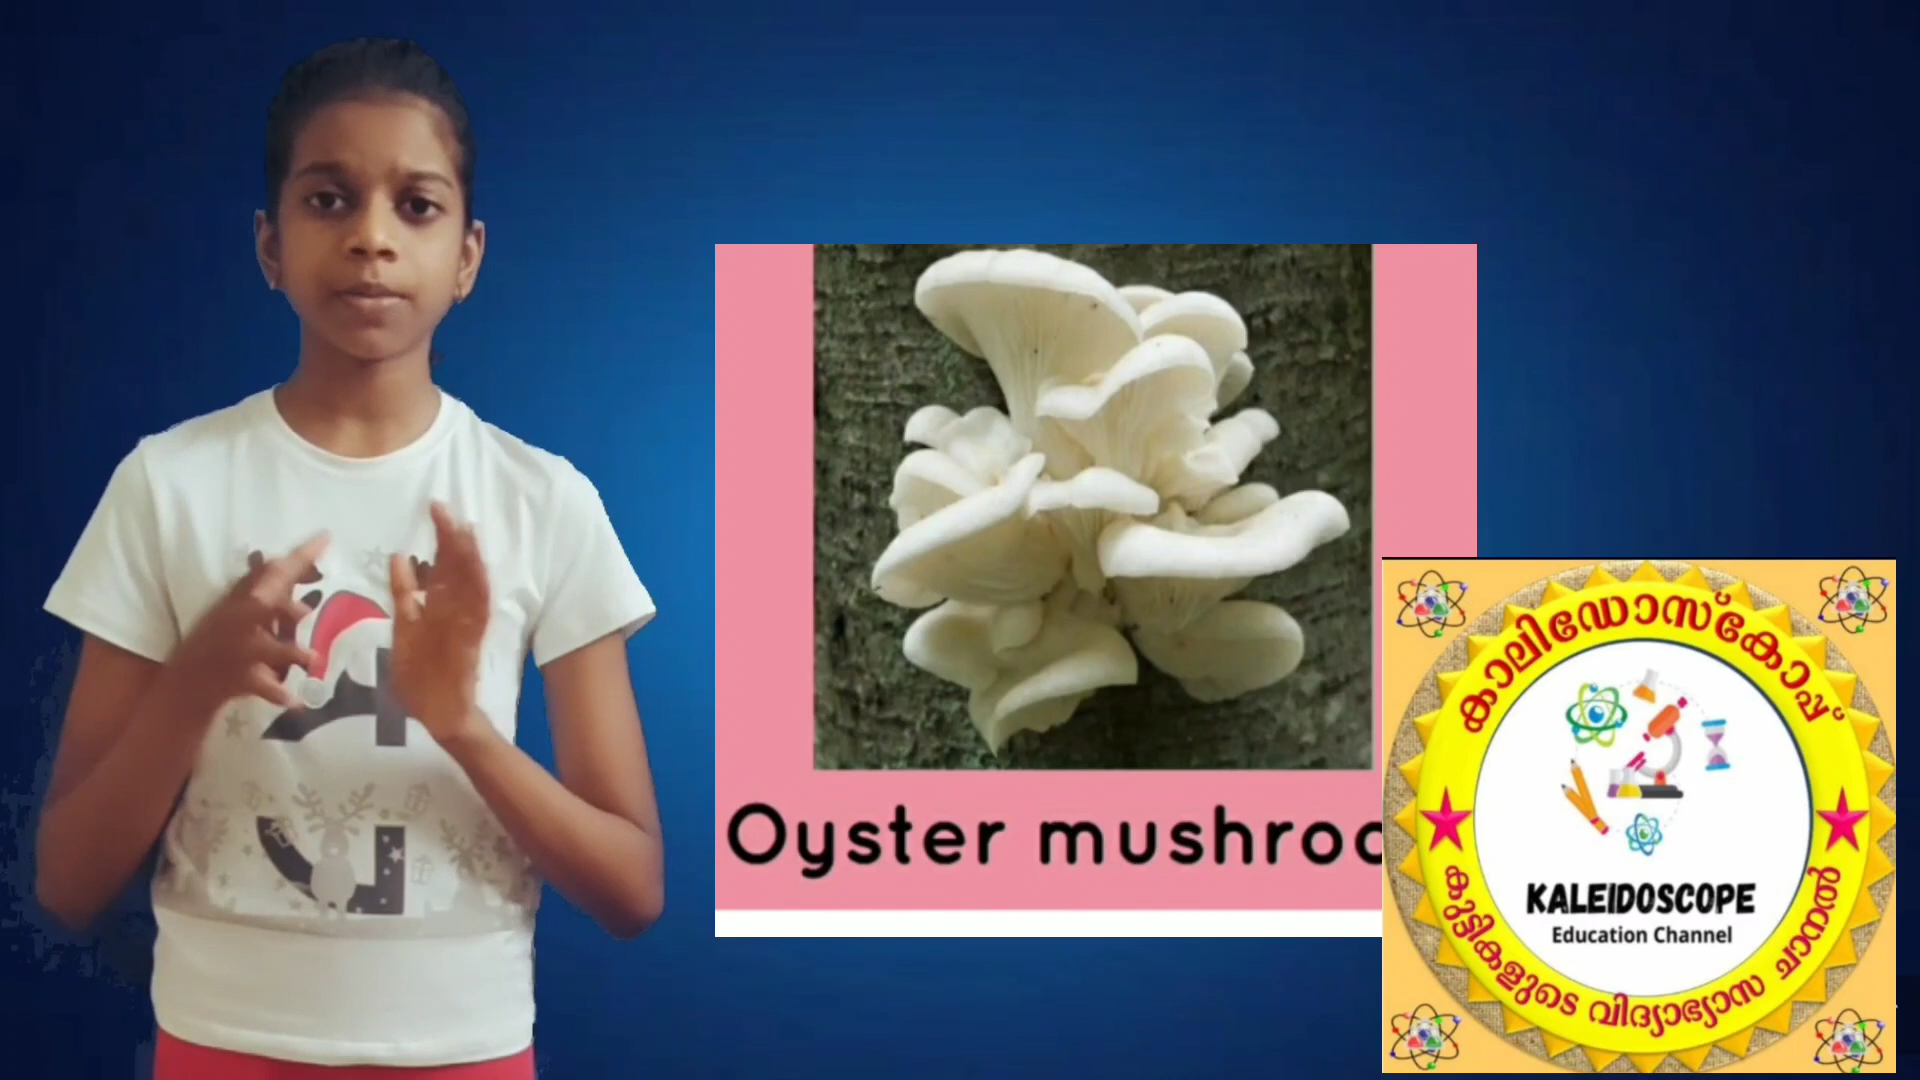 Oyster mushroo
കാലിഡോസ്കോപ്പ്
KALEIDOSCOPE
Education Channel
കുട്ടികളുടെ വിദ്യാഭ്യാസ ചാനൽ